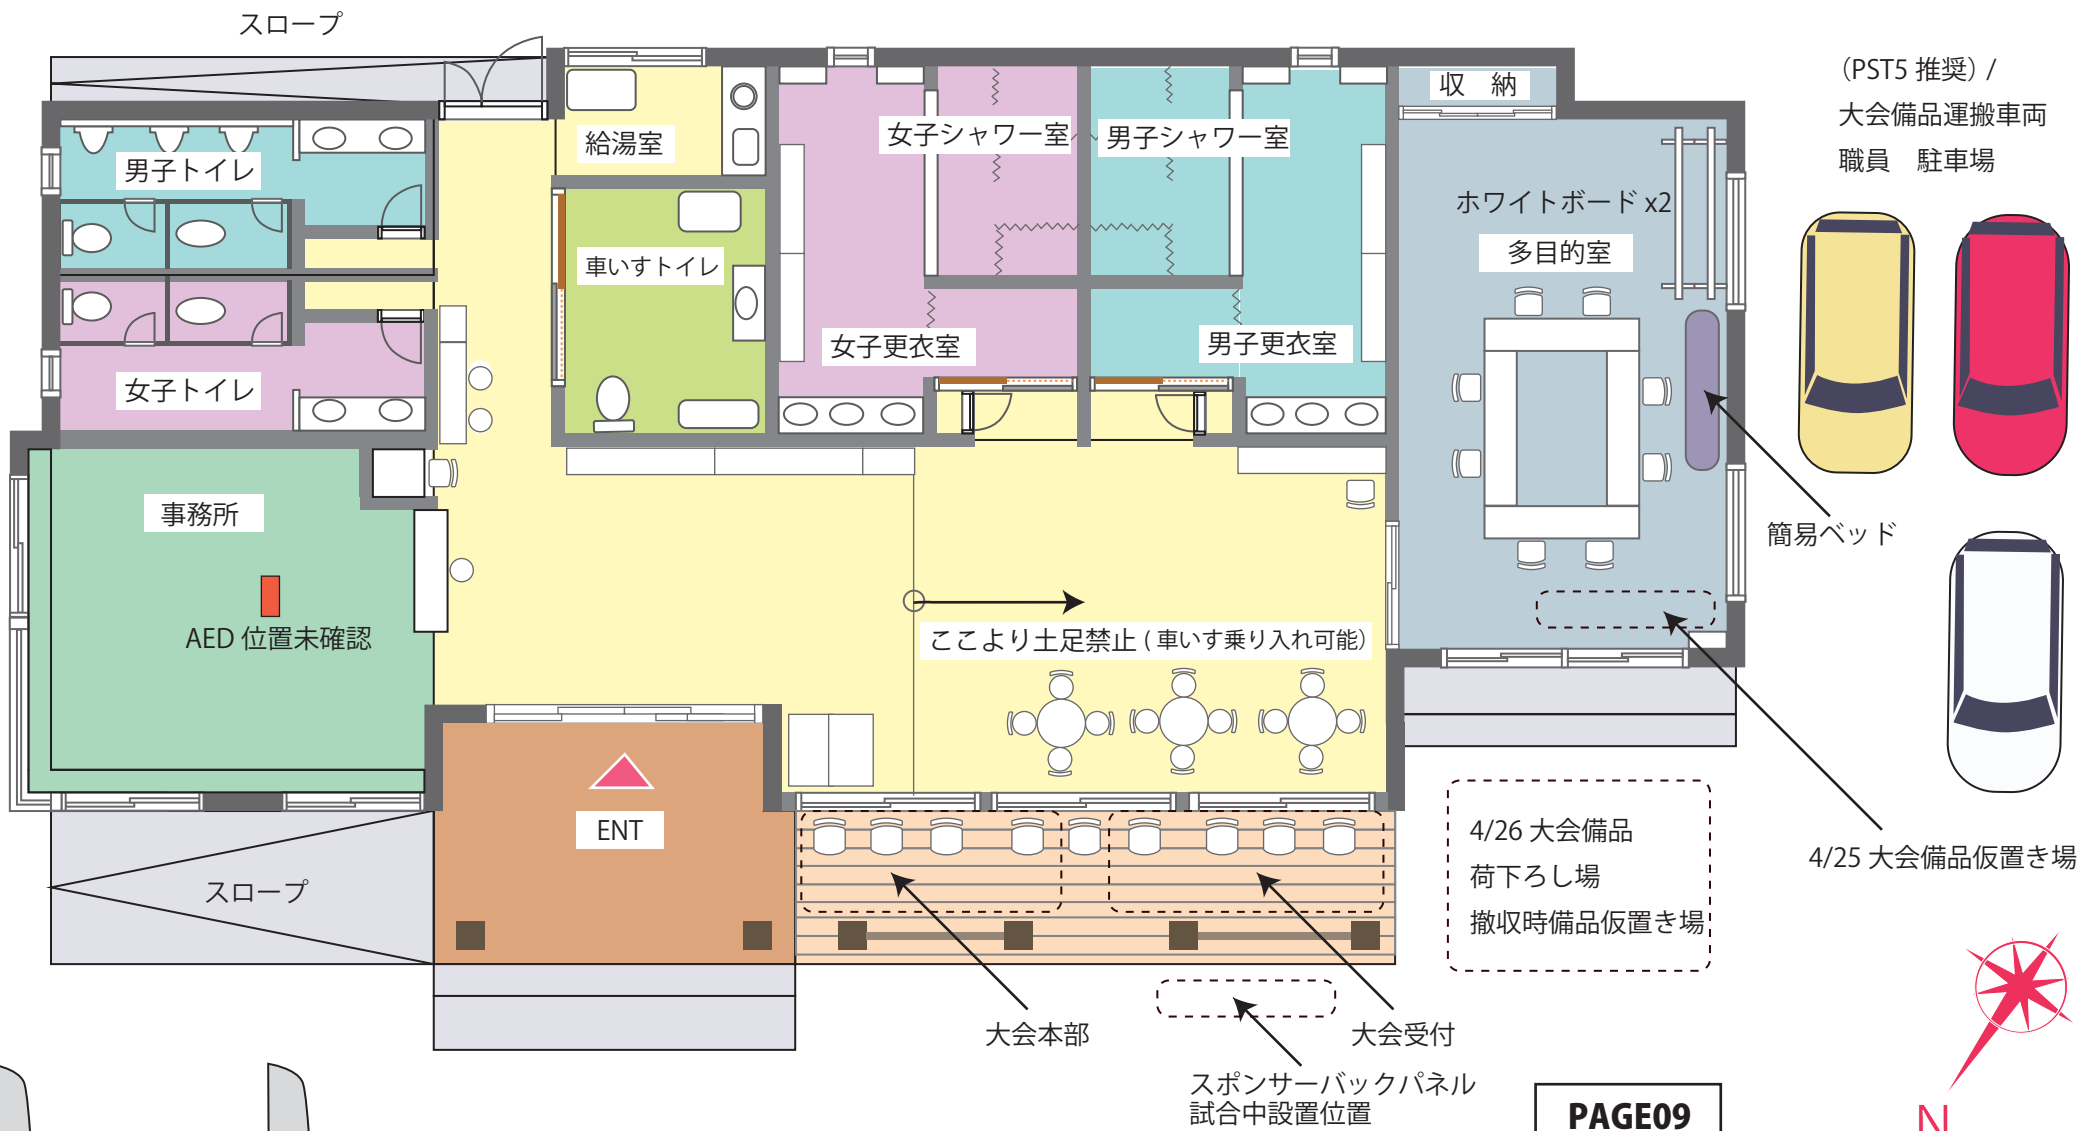 スロープ
(PST5 推奨) /
大会備品運搬車両
職員　駐車場
収　納
給湯室
女子シャワー室
男子シャワー室
男子トイレ
ホワイトボード x2
多目的室
車いすトイレ
女子更衣室
男子更衣室
女子トイレ
事務所
簡易ベッド
AED 位置未確認
ここより土足禁止 ( 車いす乗り入れ可能)
ENT
4/26 大会備品
荷下ろし場
撤収時備品仮置き場
4/25 大会備品仮置き場
スロープ
大会本部
大会受付
スポンサーバックパネル
試合中設置位置
PAGE09
N